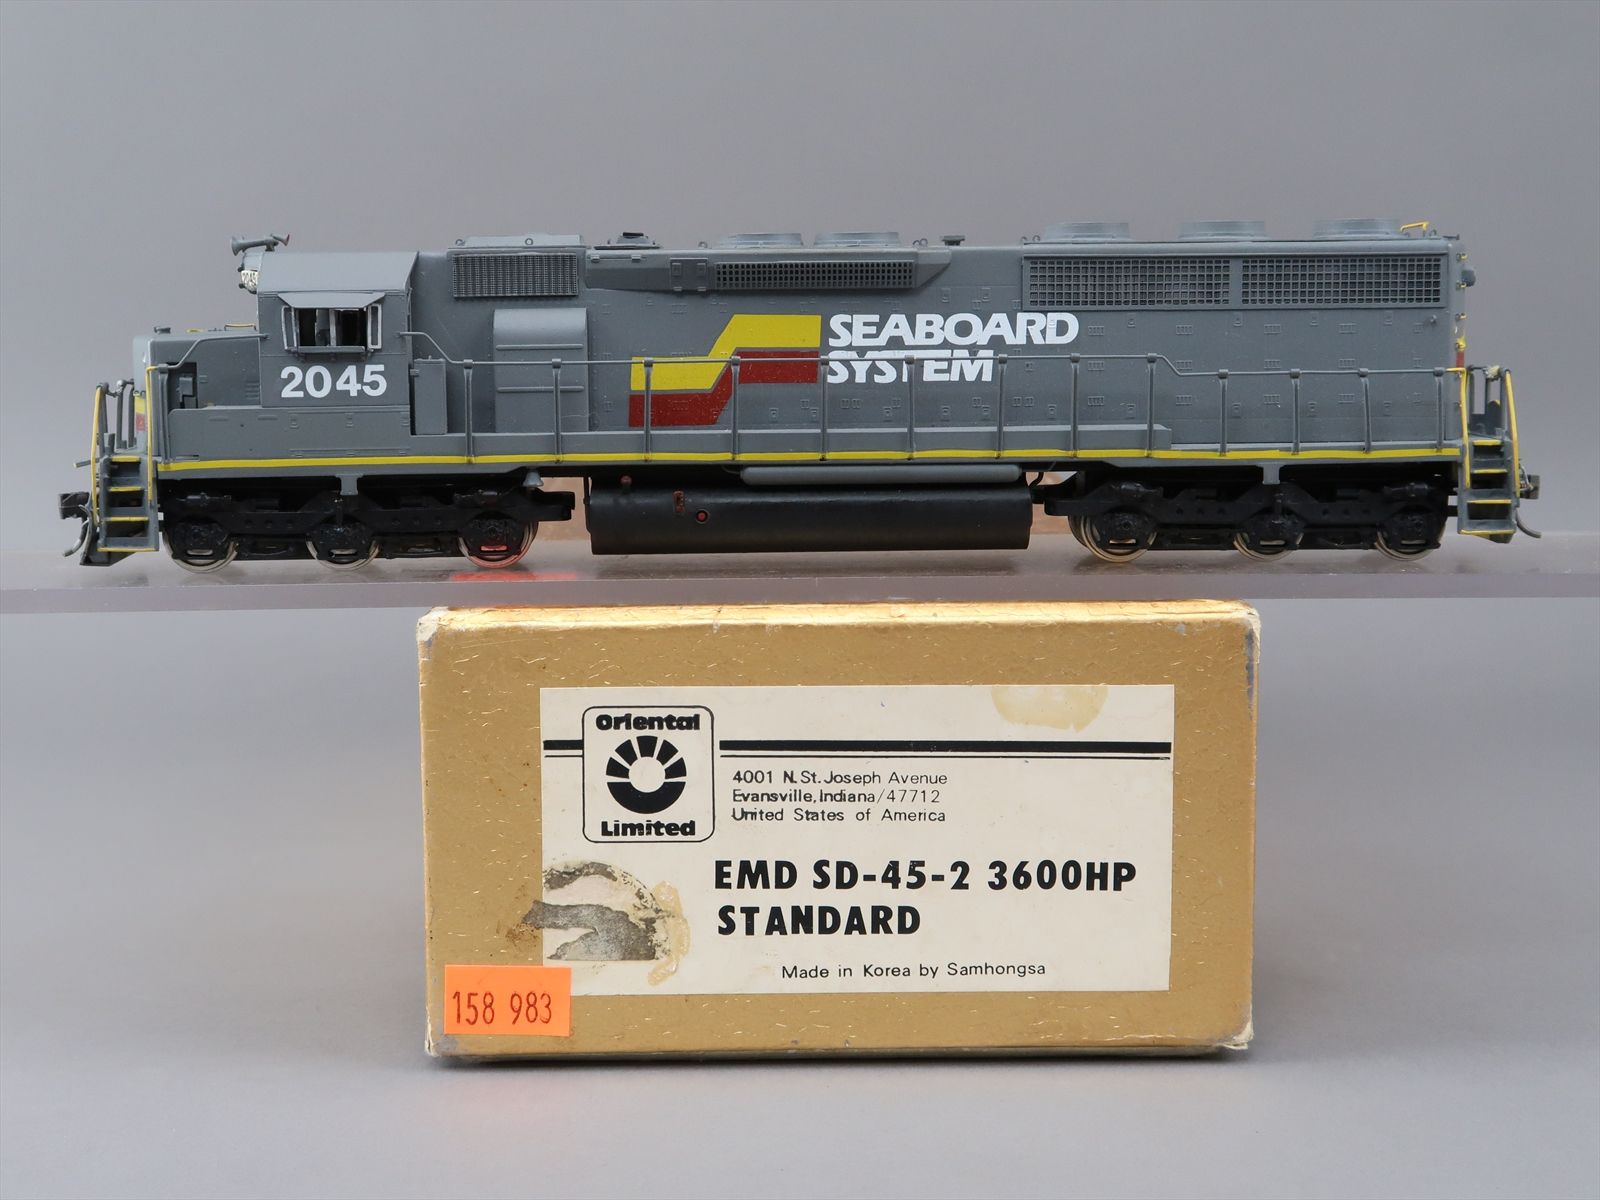 2045
SEABOARD
SYSTEM
2045
Oriental
Limited
4001 N. St. Joseph Avenue
Evansville, Indiana/47712
United States of America
EMD SD-45-2 3600HP
STANDARD
Made in Korea by Samhongsa
158 983